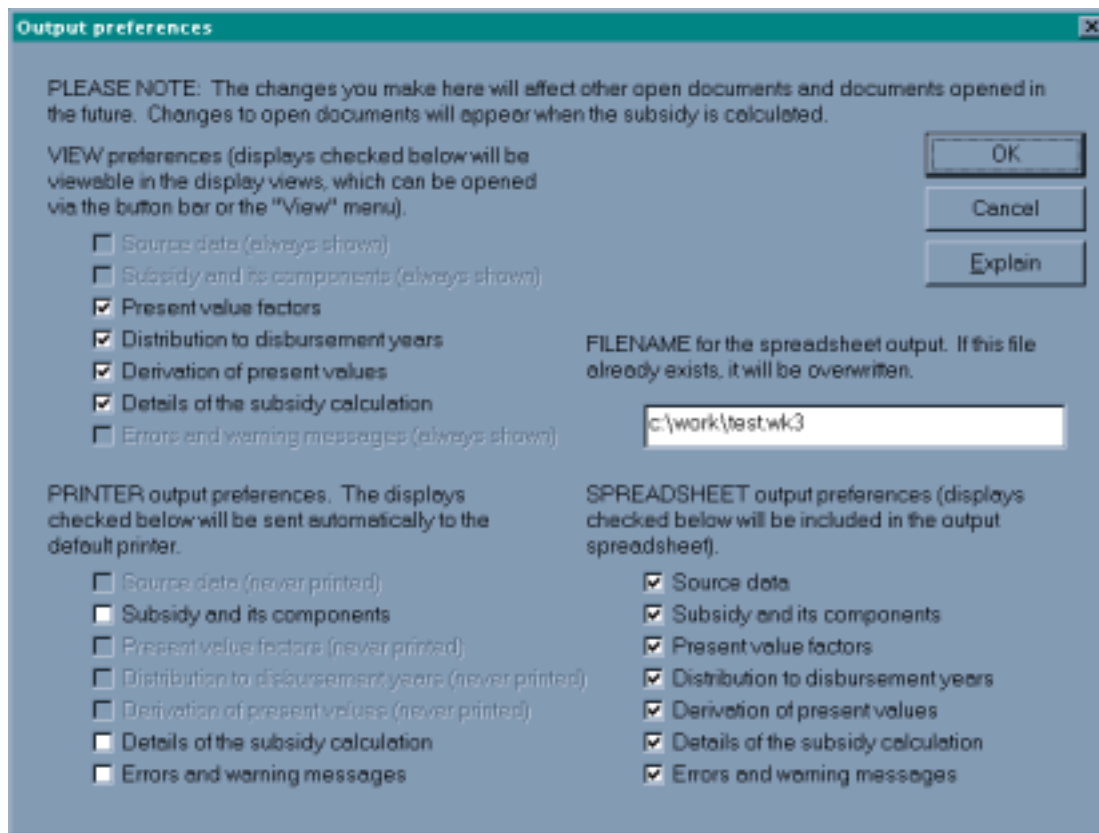 Output preferences
PLEASE NOTE: The changes you make here will affect other open documents and documents opened in
the future. Changes to open documents will appear when the subsidy is calculated.
VIEW preferences (displays checked below will be
viewable in the display views, which can be opened
via the button bar or the "View" menu).
Source data (always shown)
Subsidy and its components (always shown)
Present value factors
Distribution to disbursement years
Derivation of present values
Details of the subsidy calculation
Errors and warning messages (always shown)
OK
Cancel
Explain
FILENAME for the spreadsheet output. If this file
already exists, it will be overwritten.
c:\work\test.wk3
PRINTER output preferences. The displays
checked below will be sent automatically to the
default printer.
Source data (never printed)
Subsidy and its components
Present value factors (never printed)
Distribution to disbursement years (never printed)
Derivation of present values (never printed)
Details of the subsidy calculation
Errors and warning messages
SPREADSHEET output preferences (displays
checked below will be included in the output
spreadsheet).
Source data
Subsidy and its components
Present value factors
Distribution to disbursement years
Derivation of present values
Details of the subsidy calculation
Errors and warning messages